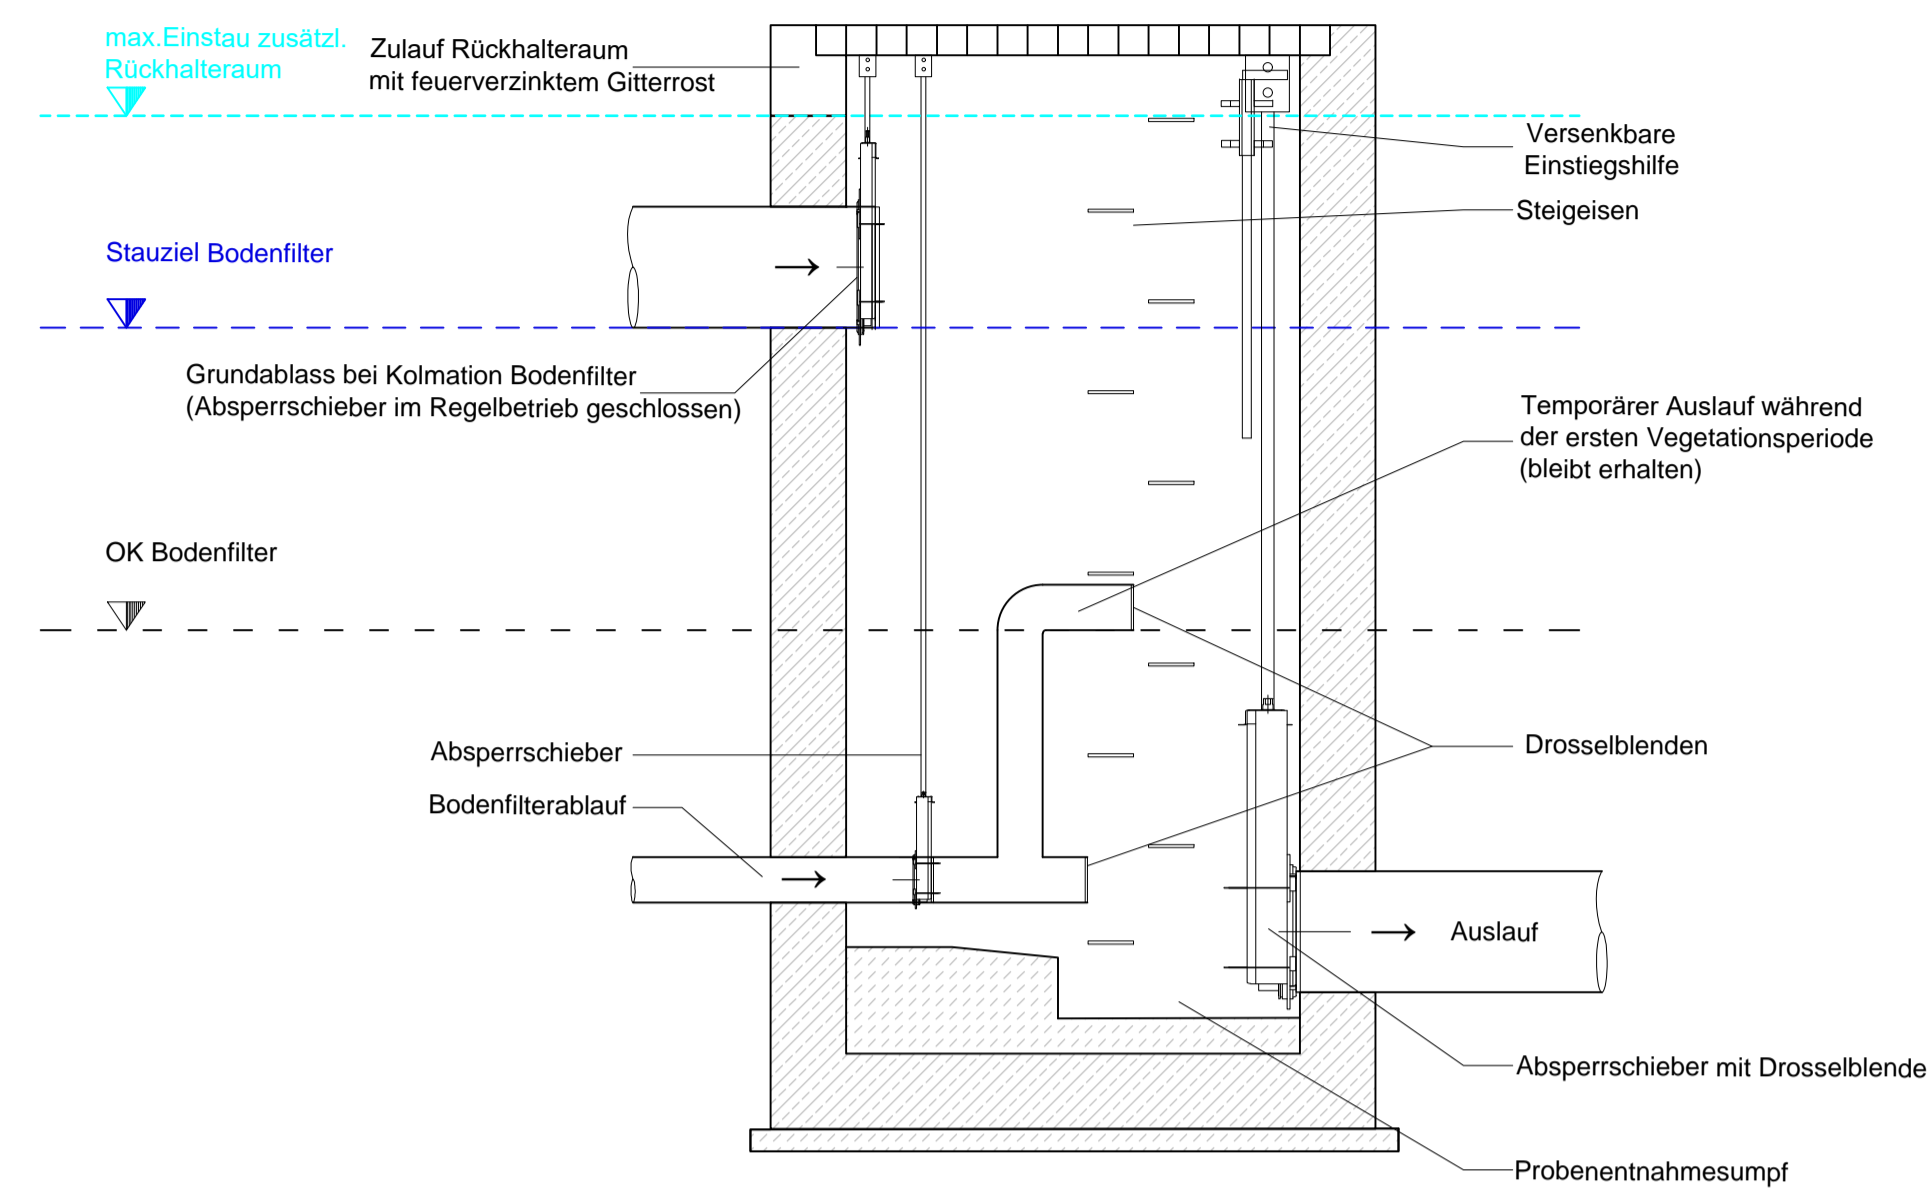 max.Einstau zusätzl.
Rückhalteraum
Zulauf Rückhalteraum
mit feuerverzinktem Gitterrost
Versenkbare
Einstiegshilfe
Steigeisen
Stauziel Bodenfilter
Grundablass bei Kolmation Bodenfilter
(Absperrschieber im Regelbetrieb geschlossen)
Temporärer Auslauf während
der ersten Vegetationsperiode
(bleibt erhalten)
OK Bodenfilter
Absperrschieber
Drosselblenden
Bodenfilterablauf
Auslauf
Absperrschieber mit Drosselblende
Probenentnahmesumpf